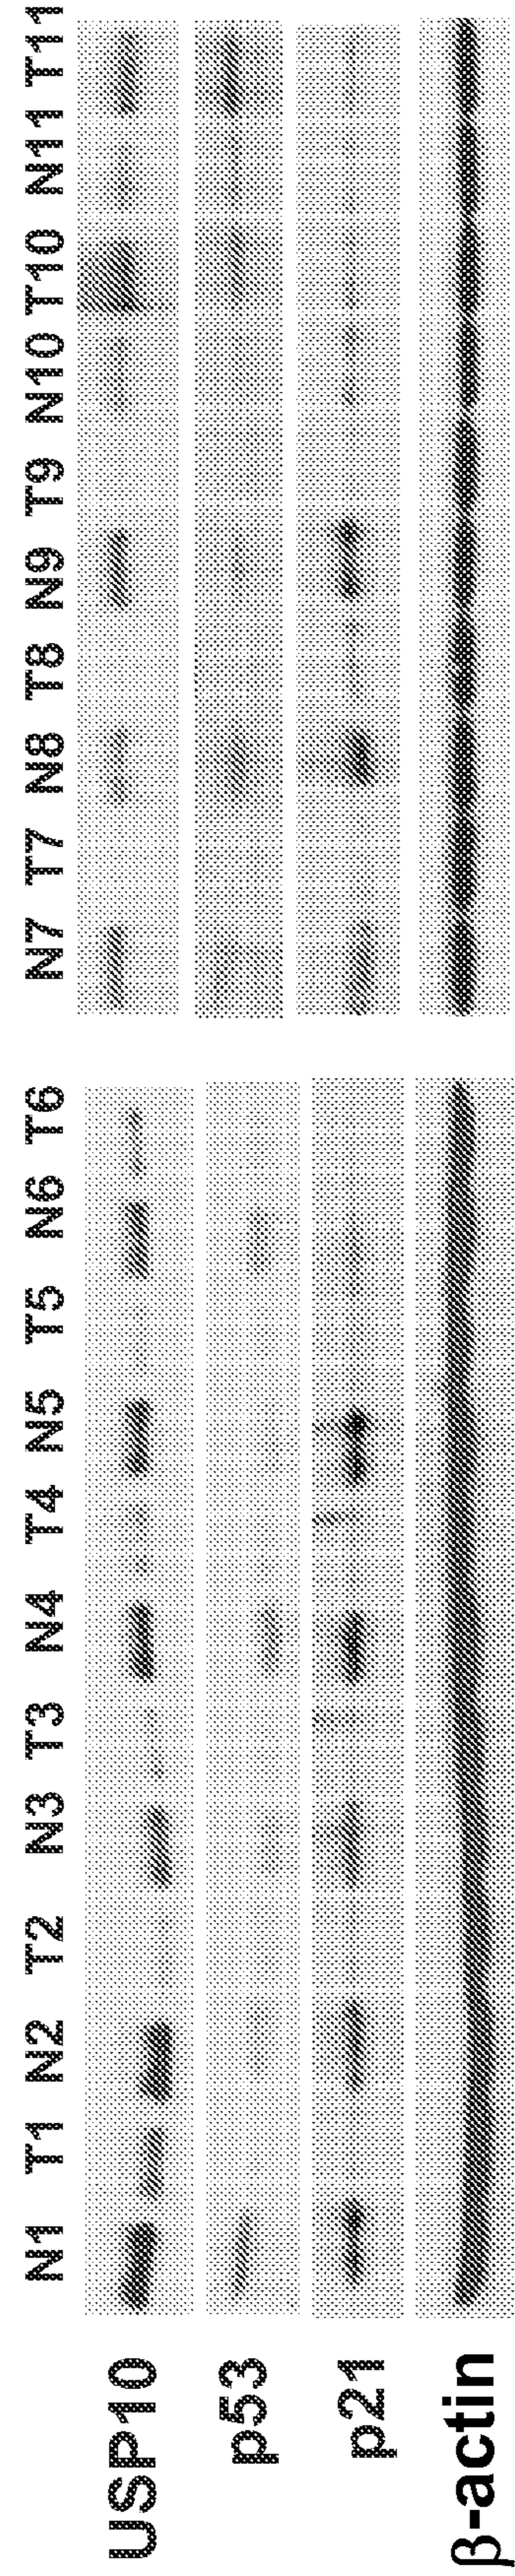 N1 T1 N2 T2 N3 T3 N4 T4 N5 T5 N6 T6 N7 T7 N8 T8 N9 T9 N10 T10 N11 T11
USP10
p53
p21
β-actin